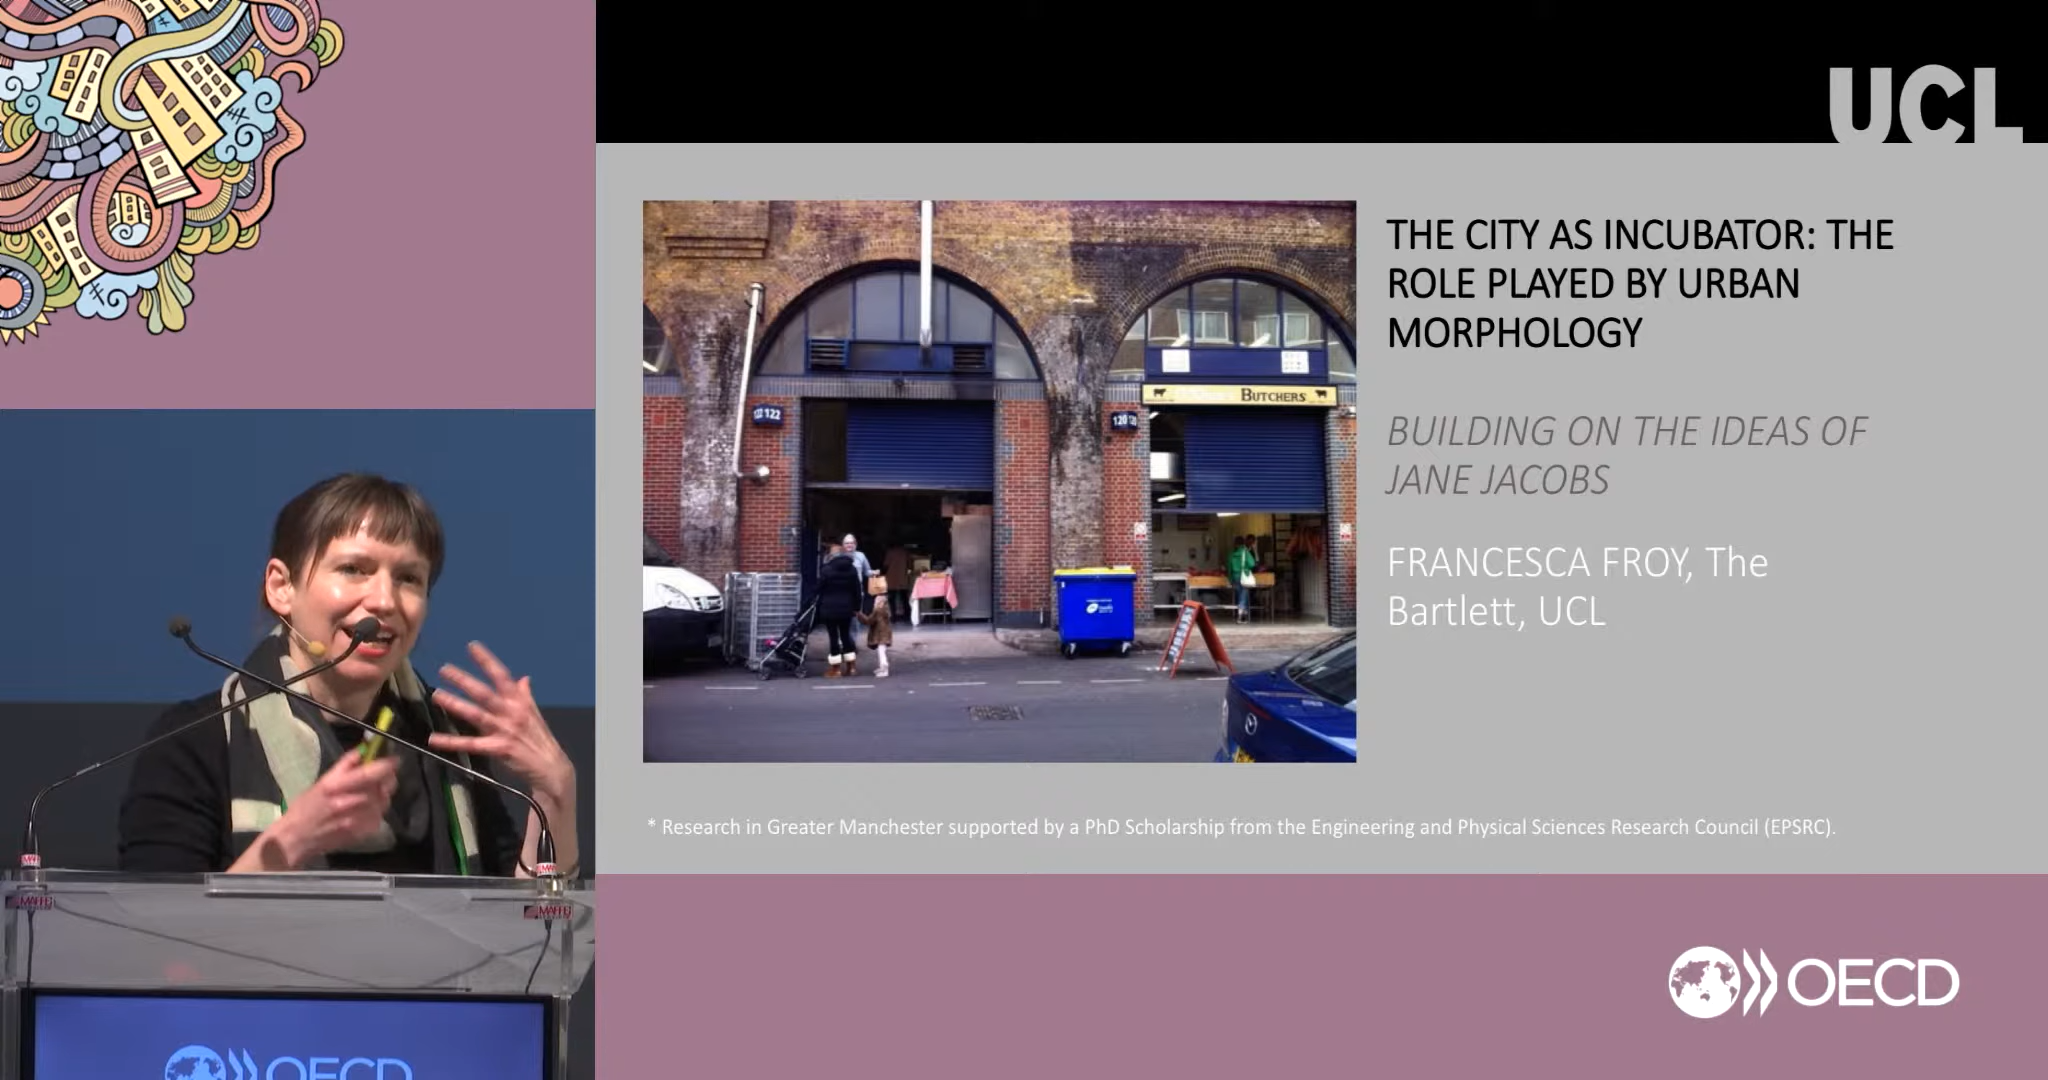 UCL
THE CITY AS INCUBATOR: THE
ROLE PLAYED BY URBAN
MORPHOLOGY
BUILDING ON THE IDEAS OF
JANE JACOBS
FRANCESCA FROY, The
Bartlett, UCL
122
120
BUTCHERS
* Research in Greater Manchester supported by a PhD Scholarship from the Engineering and Physical Sciences Research Council (EPSRC).
OECD
OECD